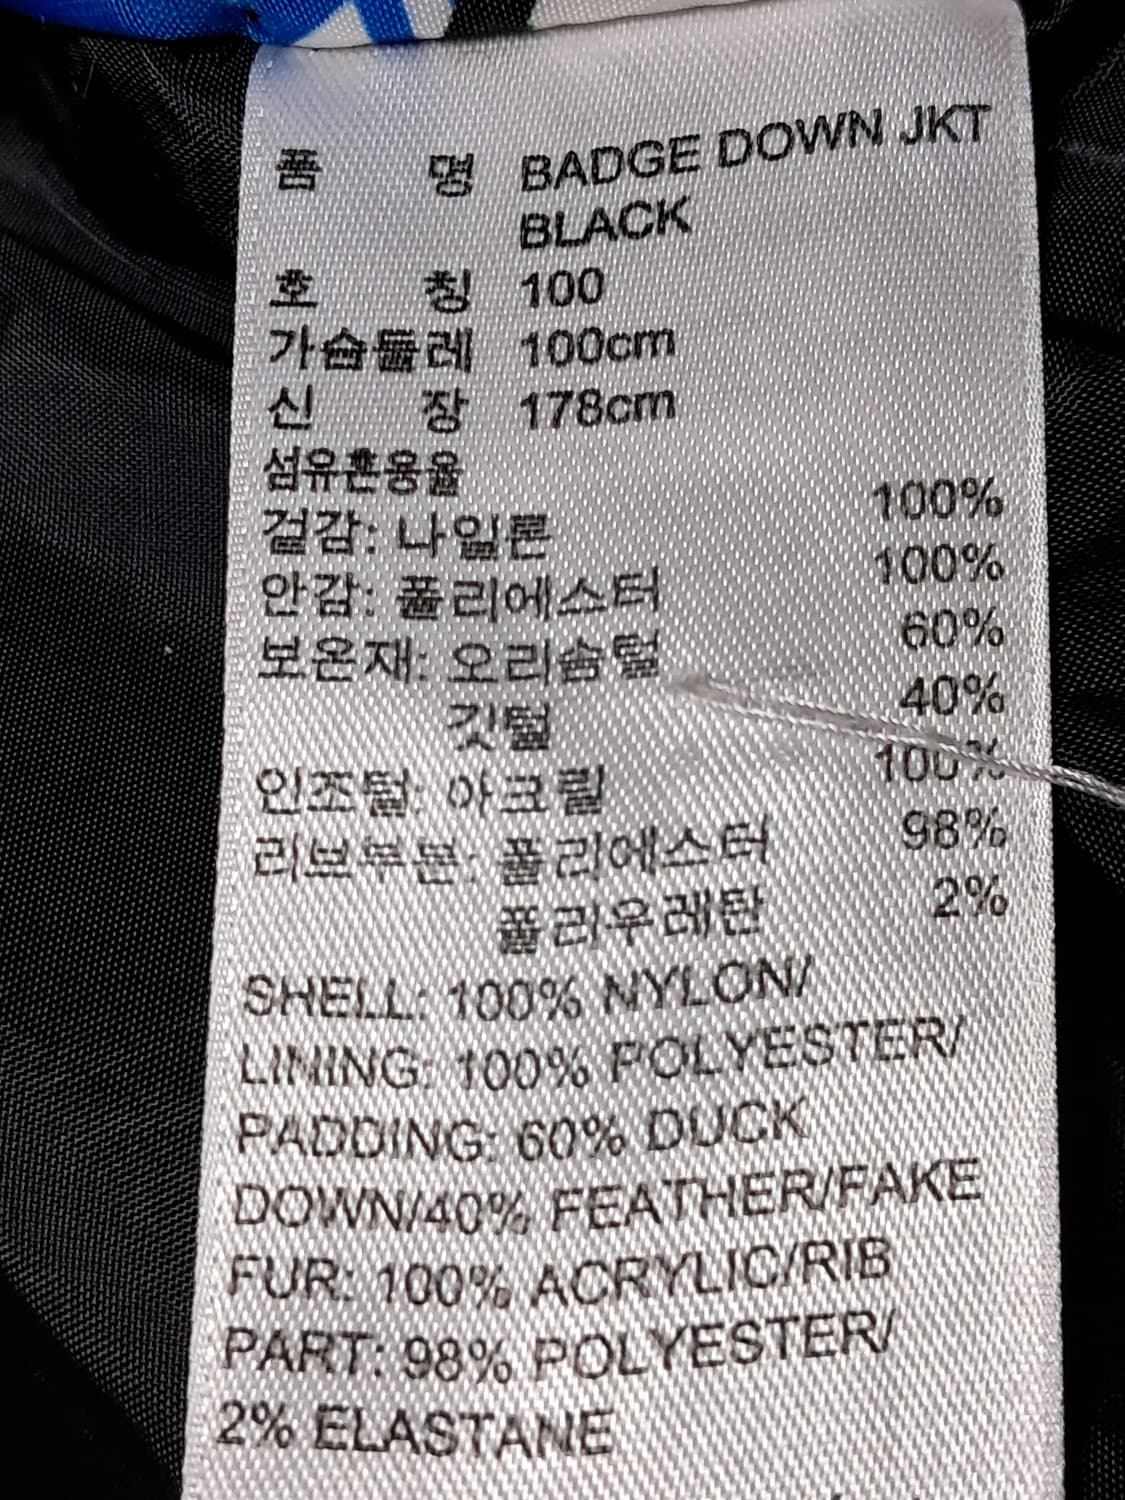 품 명 BADGE DOWN JKT
BLACK
호 칭 100
가슴둘레 100cm
신 장 178cm
섬유혼용율
겉감: 나일론 100%
안감: 폴리에스터 100%
보온재: 오리솜털 60%
깃털 40%
인조털: 아크릴 100%
리브부분: 폴리에스터 98%
폴리우레탄 2%
SHELL: 100% NYLON/
LINING: 100% POLYESTER/
PADDING: 60% DUCK
DOWN/40% FEATHER/FAKE
FUR: 100% ACRYLIC/RIB
PART: 98% POLYESTER/
2% ELASTANE